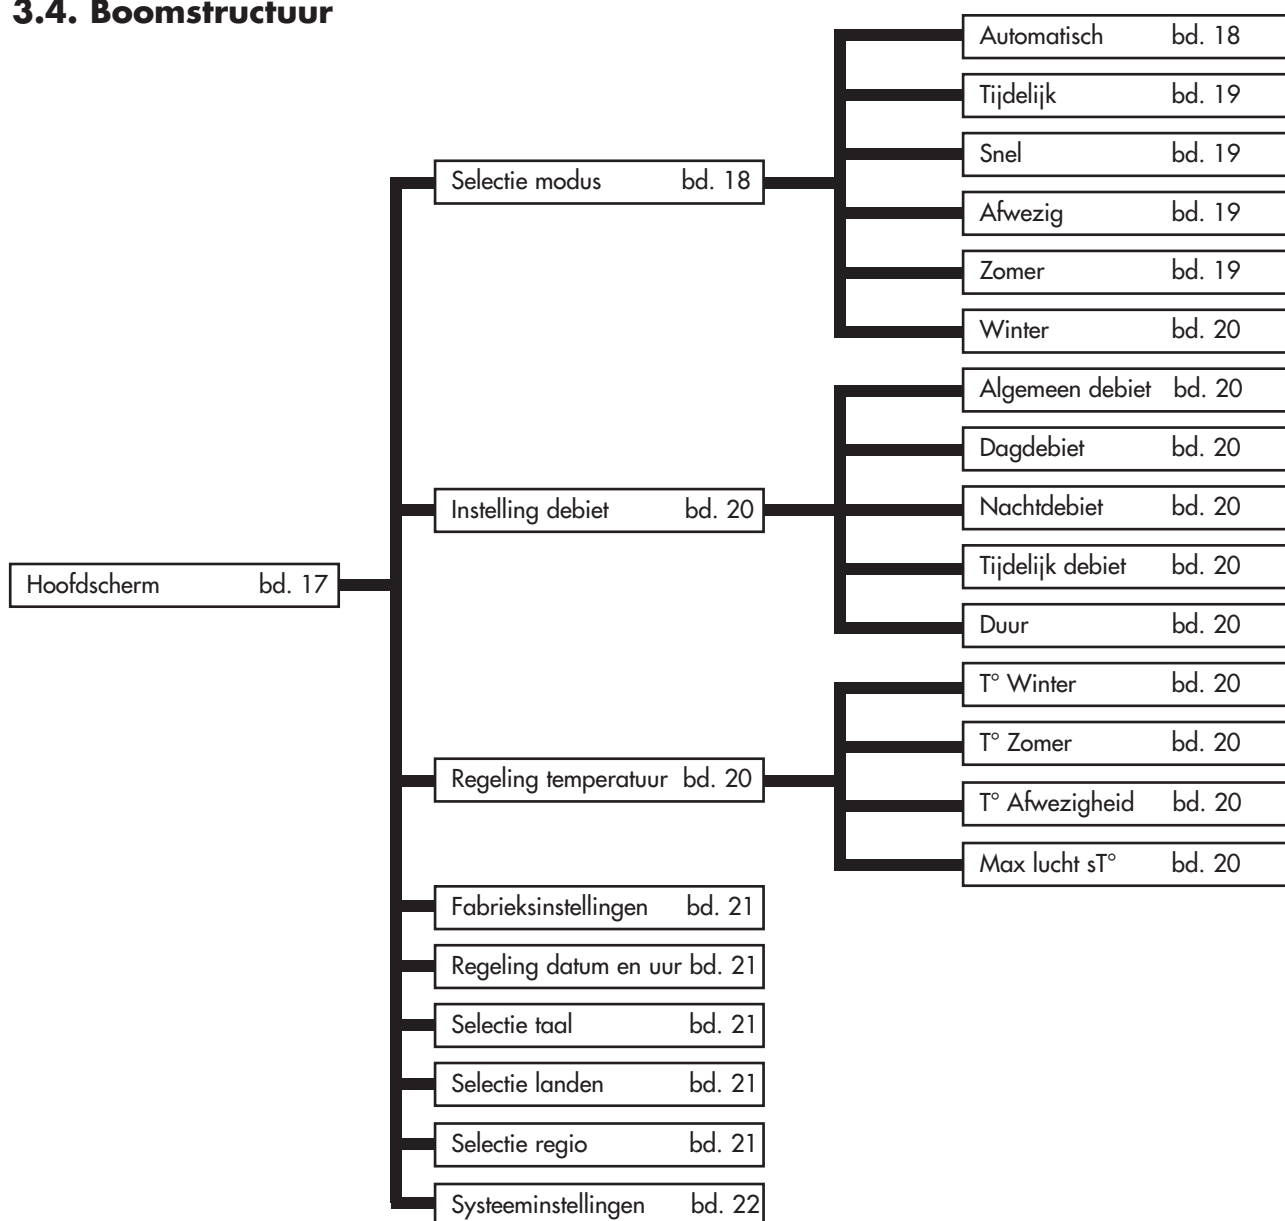 3.4. Boomstructuur
Hoofdscherm bd. 17
Selectie modus bd. 18
Automatisch bd. 18
Tijdelijk bd. 19
Snel bd. 19
Afwezig bd. 19
Zomer bd. 19
Winter bd. 20
Instelling debiet bd. 20
Algemeen debiet bd. 20
Dagdebiet bd. 20
Nachtdebiet bd. 20
Tijdelijk debiet bd. 20
Duur bd. 20
Regeling temperatuur bd. 20
T° Winter bd. 20
T° Zomer bd. 20
T° Afwezigheid bd. 20
Max lucht sT° bd. 20
Fabrieksinstellingen bd. 21
Regeling datum en uur bd. 21
Selectie taal bd. 21
Selectie landen bd. 21
Selectie regio bd. 21
Systeeminstellingen bd. 22